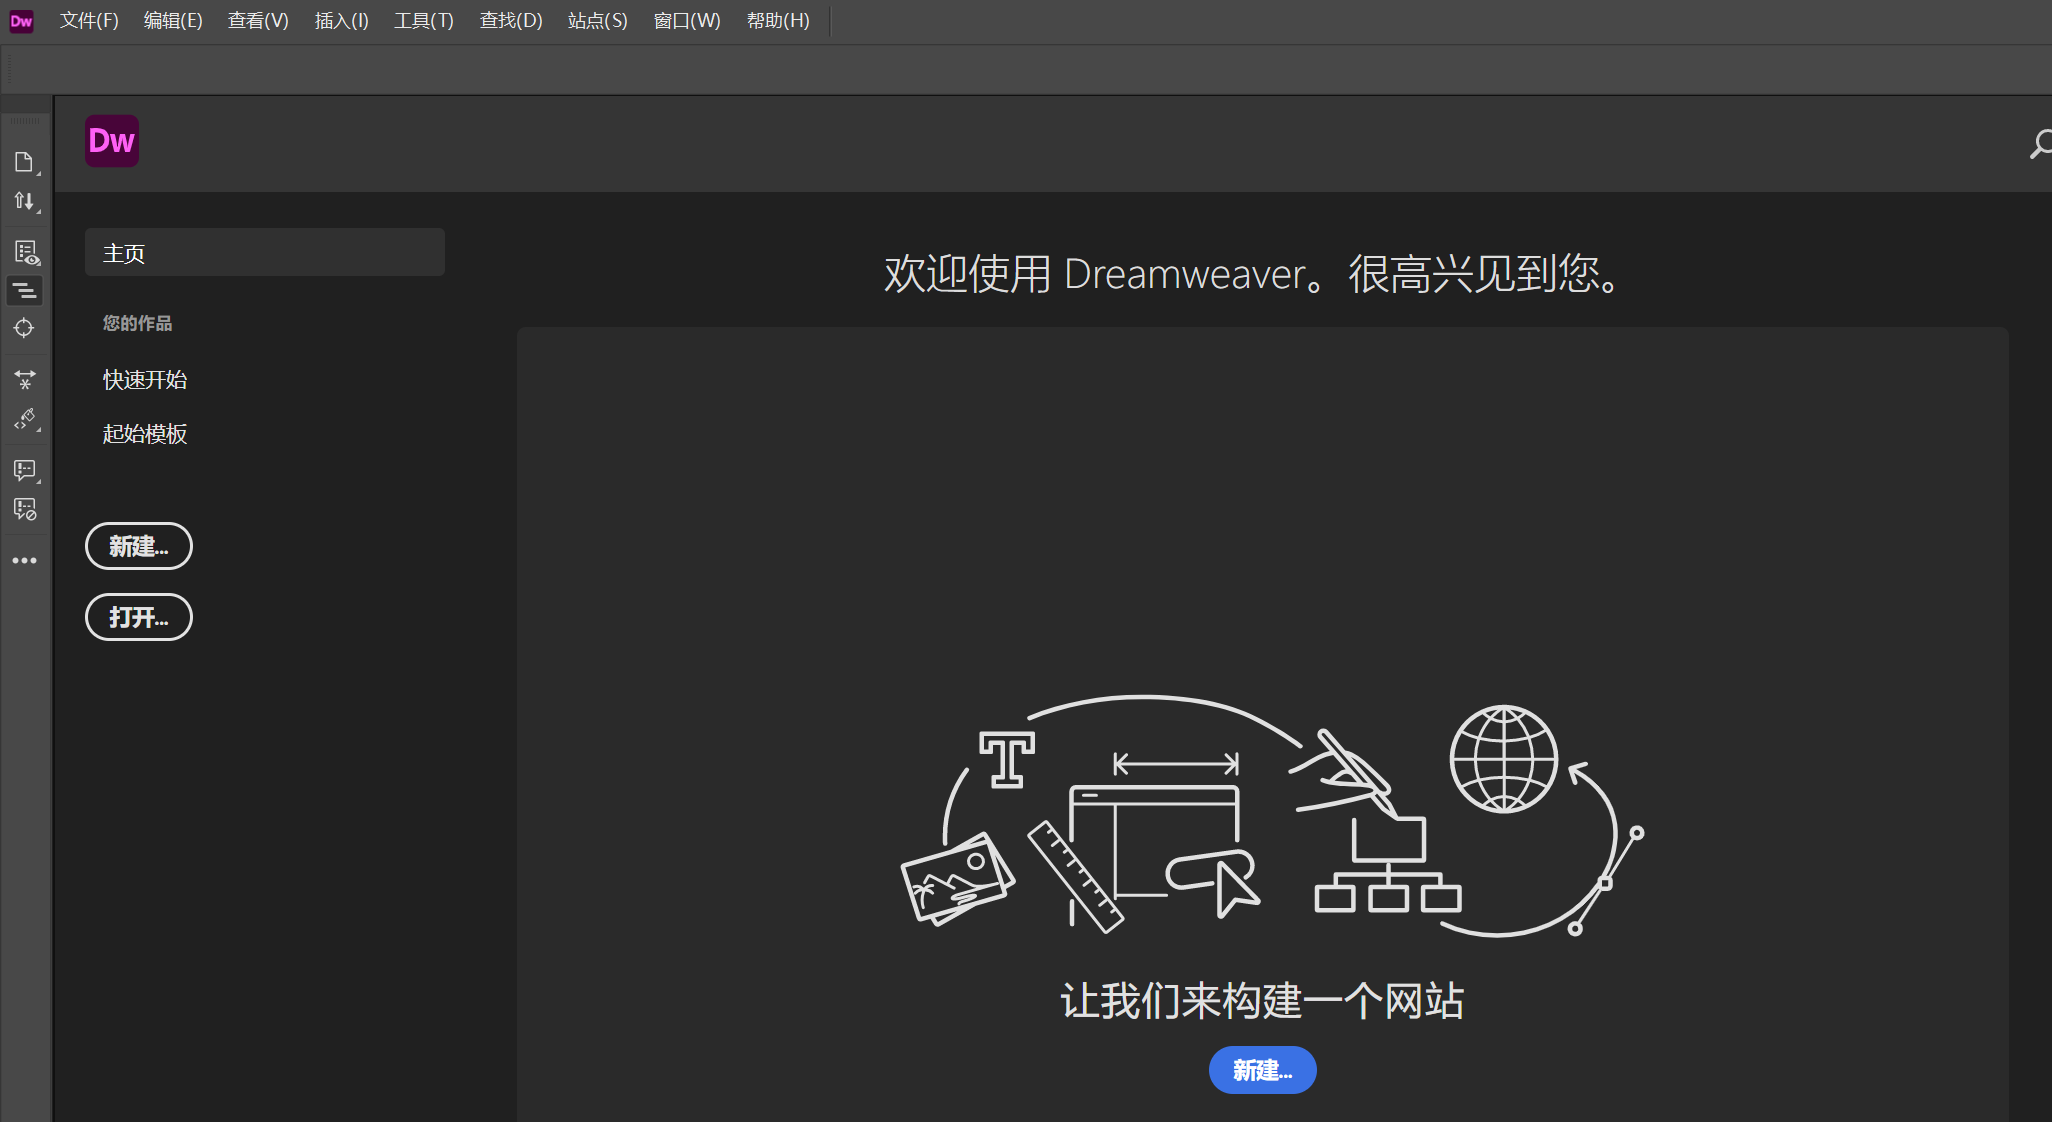 Dw 文件(F) 编辑(E) 查看(V) 插入(I) 工具(T) 查找(D) 站点(S) 窗口(W) 帮助(H)
Dw
主页
您的作品
快速开始
起始模板
新建...
打开...
欢迎使用 Dreamweaver。很高兴见到您。
T
让我们来构建一个网站
新建...